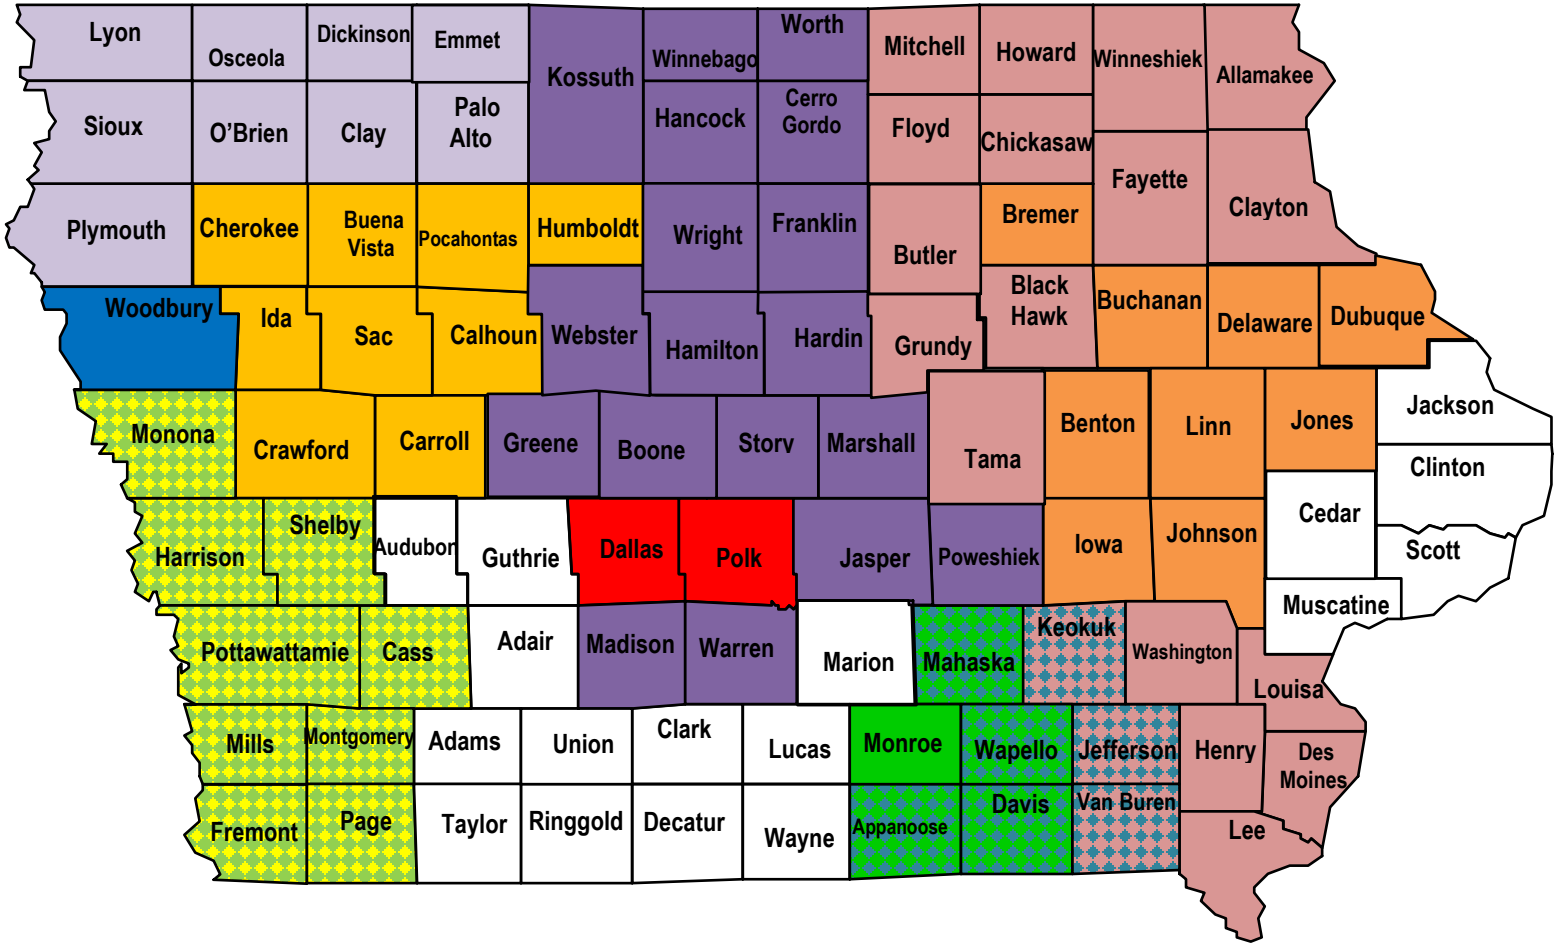 Lyon
Osceola
Dickinson
Emmet
Kossuth
Winnebago
Worth
Mitchell
Howard
Winneshiek
Allamakee
Sioux
O'Brien
Clay
Palo
Alto
Hancock
Cerro
Gordo
Floyd
Chickasaw
Fayette
Clayton
Plymouth
Cherokee
Buena
Vista
Pocahontas
Humboldt
Wright
Franklin
Butler
Bremer
Black
Hawk
Buchanan
Delaware
Dubuque
Woodbury
Ida
Sac
Calhoun
Webster
Hamilton
Hardin
Grundy
Monona
Crawford
Carroll
Greene
Boone
Story
Marshall
Tama
Benton
Linn
Jones
Jackson
Clinton
Harrison
Shelby
Audubon
Guthrie
Dallas
Polk
Jasper
Poweshiek
Iowa
Johnson
Cedar
Scott
Muscatine
Pottawattamie
Cass
Adair
Madison
Warren
Marion
Mahaska
Keokuk
Washington
Louisa
Mills
Montgomery
Adams
Union
Clark
Lucas
Monroe
Wapello
Jefferson
Henry
Des
Moines
Fremont
Page
Taylor
Ringgold
Decatur
Wayne
Appanoose
Davis
Van Buren
Lee